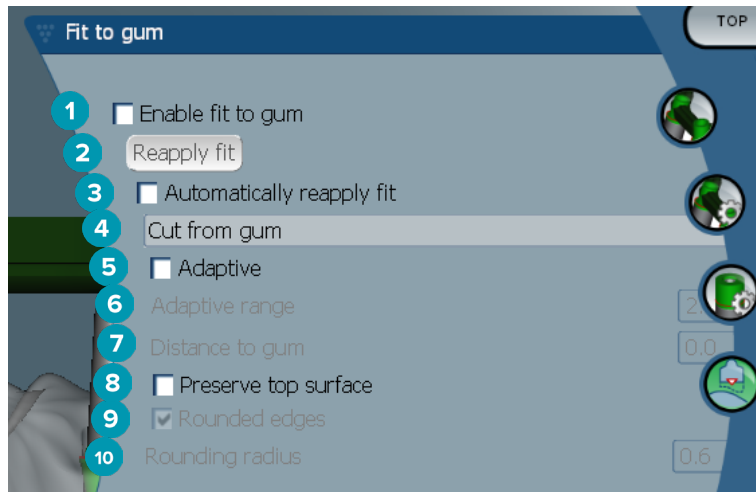 Fit to gum
TOP
1 Enable fit to gum
2 Reapply fit
3 Automatically reapply fit
4 Cut from gum
5 Adaptive
6 Adaptive range 2.
7 Distance to gum 0.0
8 Preserve top surface
9 Rounded edges
10 Rounding radius 0.6